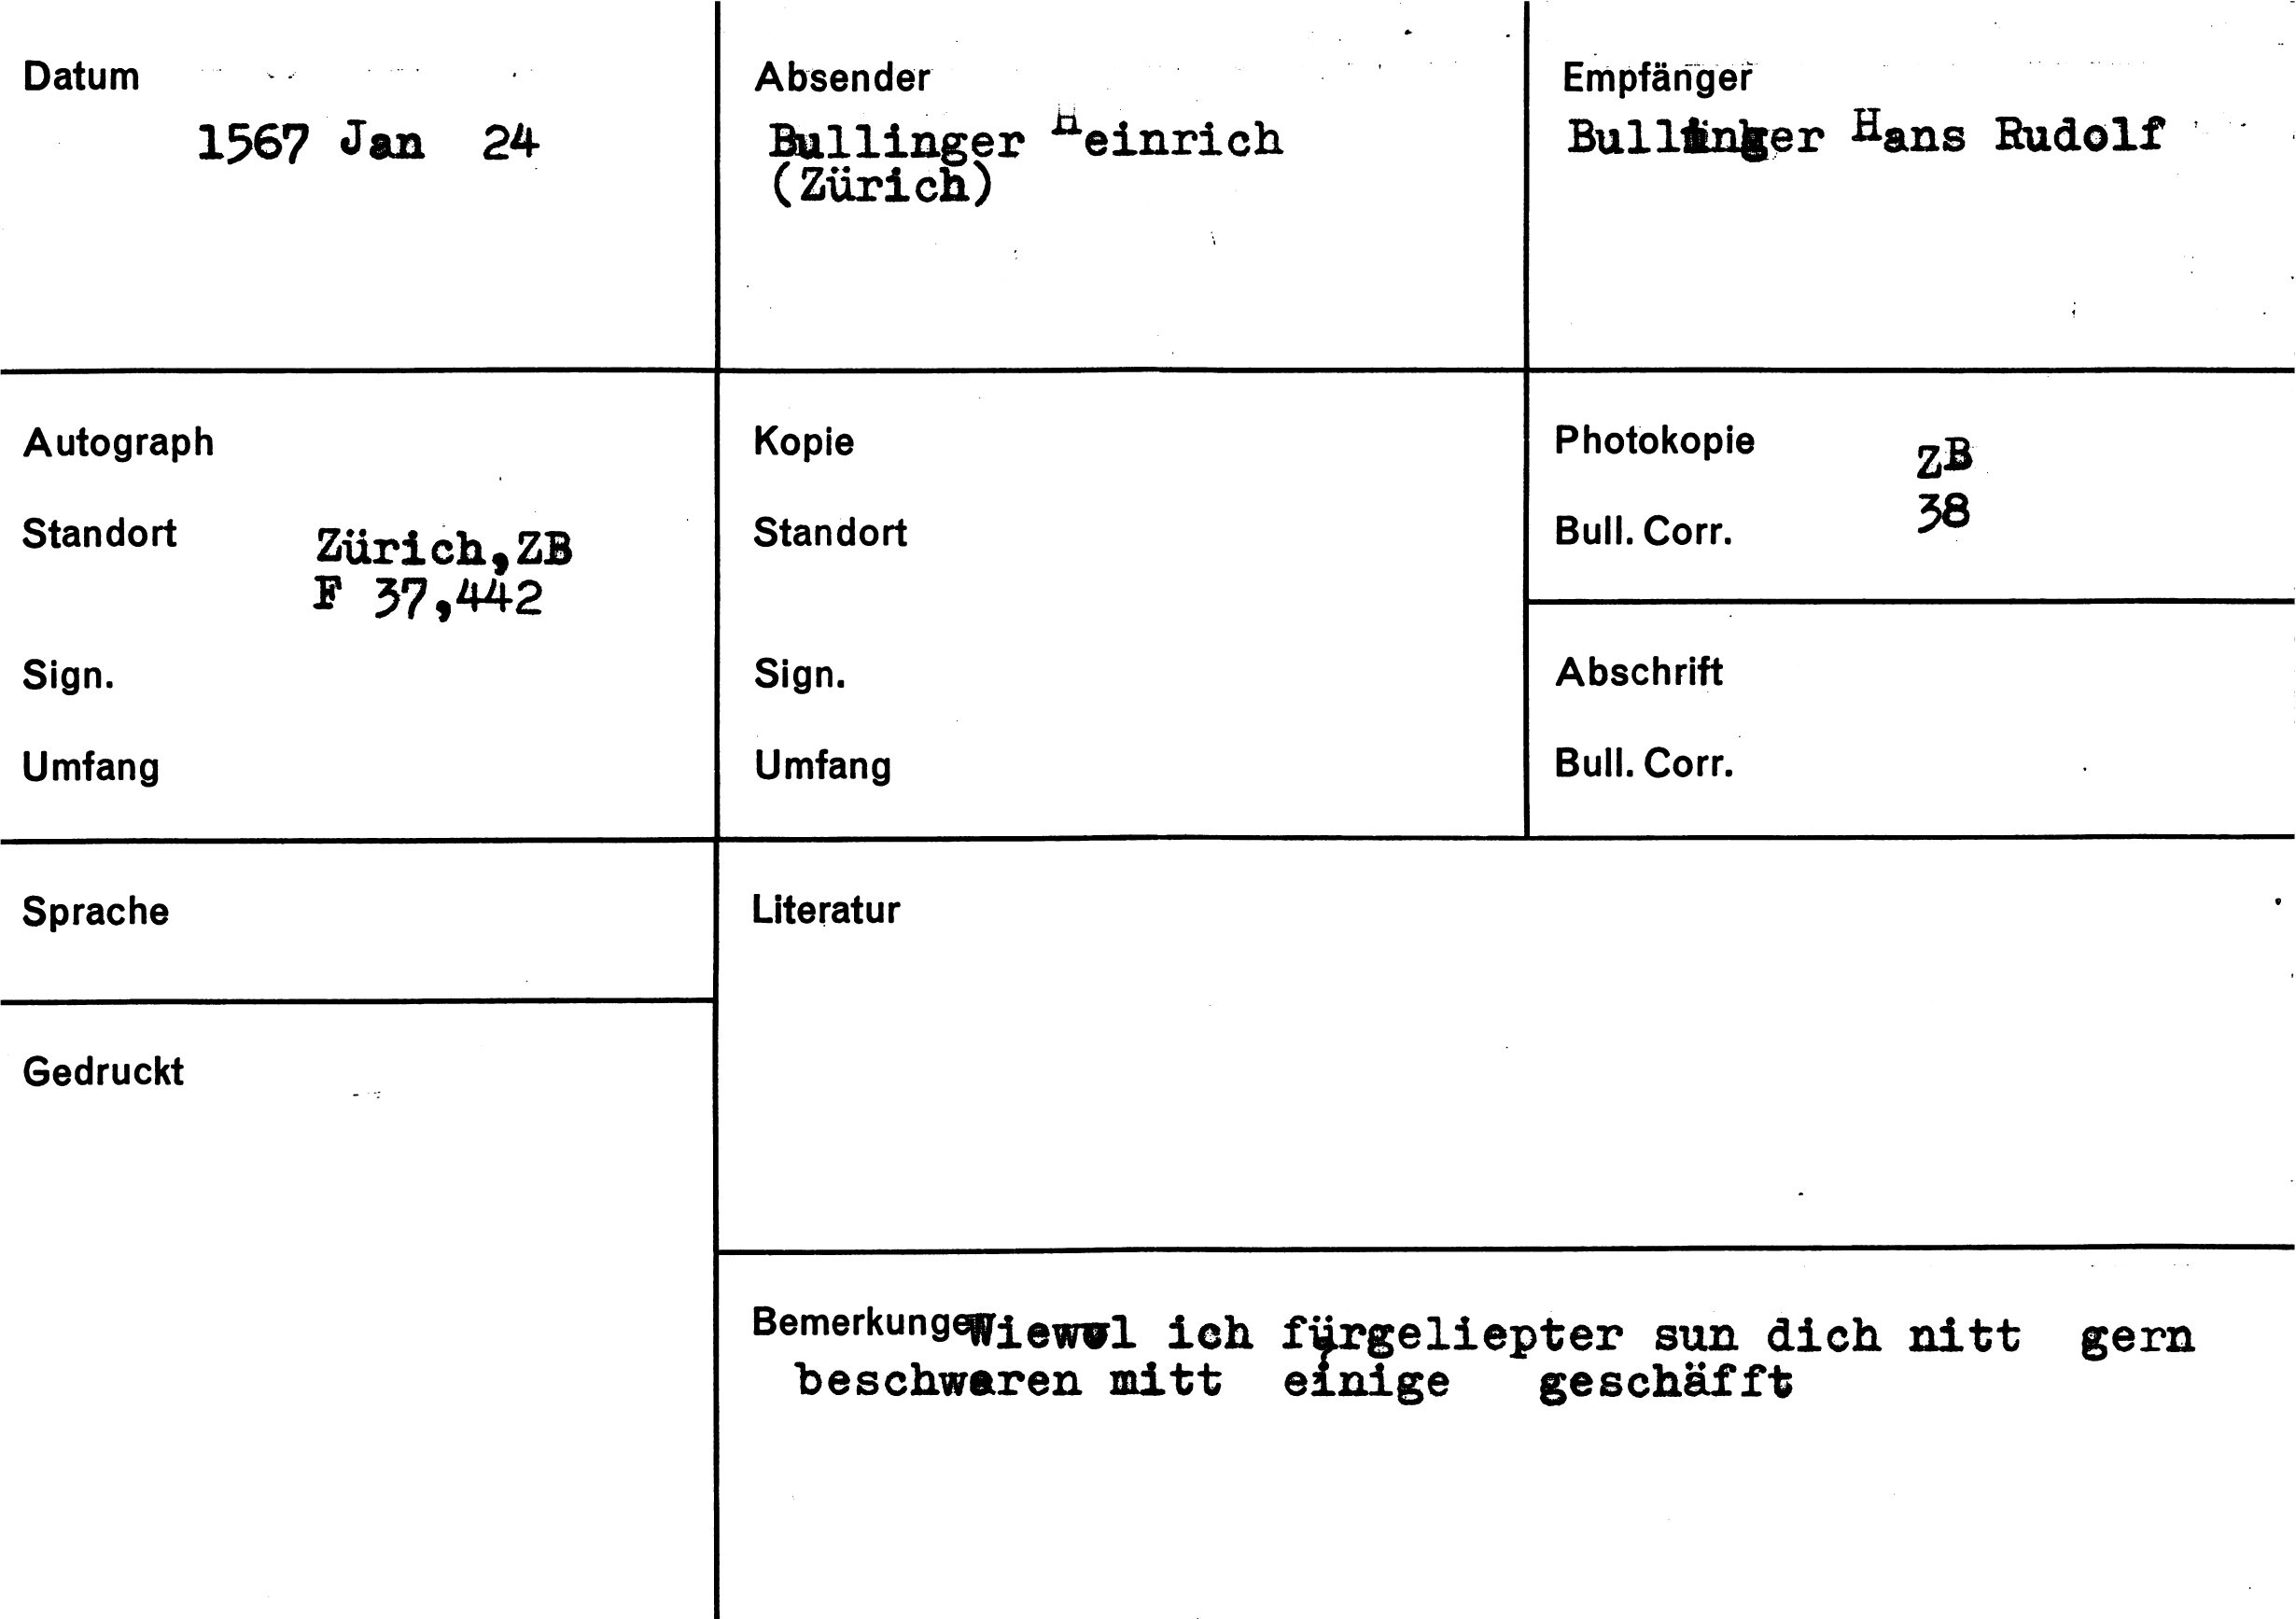 Datum
1567 Jan 24
Absender
Bullinger Heinrich
(Zürich)
Empfänger
Bullinger Hans Rudolf
Autograph
Standort
Zürich,ZB
F 37,442
Sign.
Umfang
Kopie
Standort
Sign.
Umfang
Photokopie ZB
Bull. Corr. 38
Abschrift
Bull. Corr.
Sprache
Gedruckt
Literatur
Bemerkungen Wiewol ich fürgeliepter sun dich nitt gern
beschweren mitt einige geschäfft